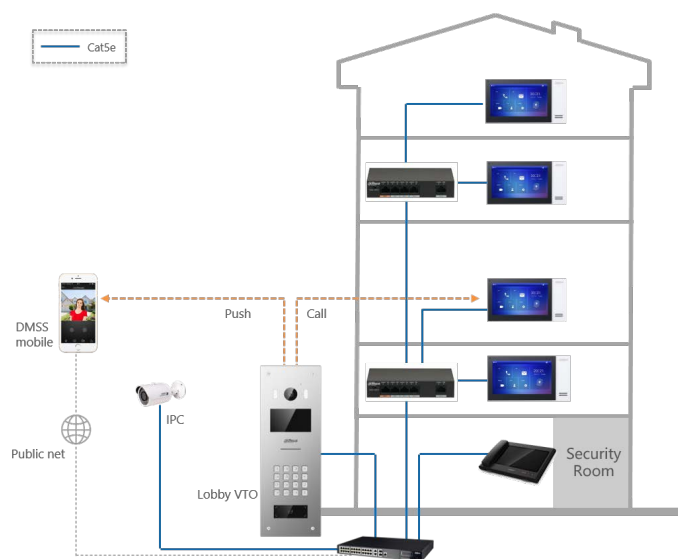 Cat5e
Push
Call
DMSS
mobile
IPC
Public net
Lobby VTO
Security
Room